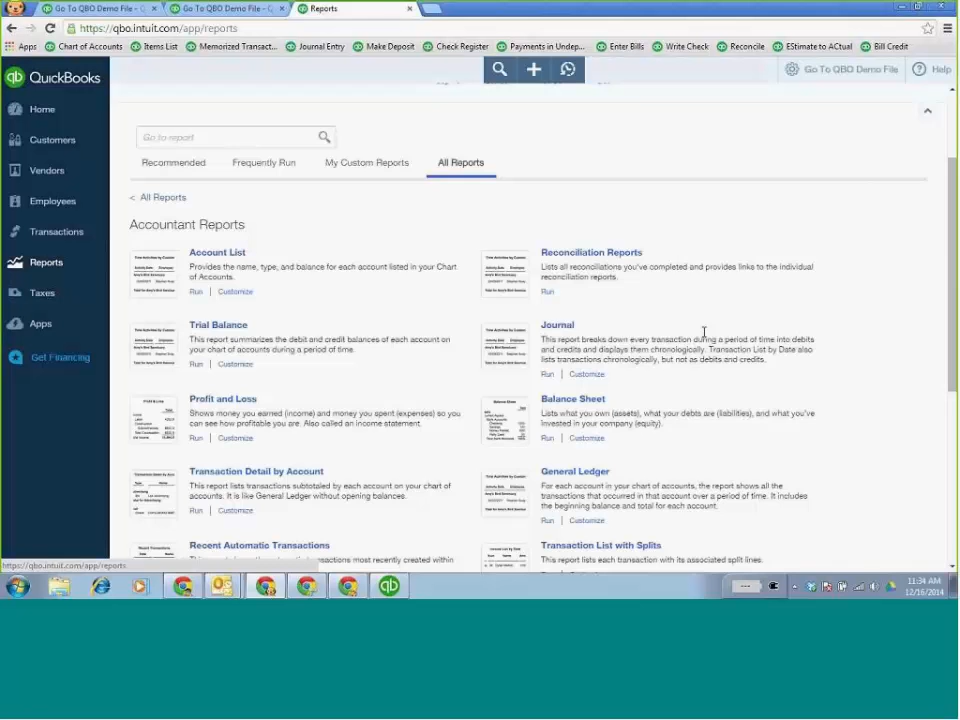 Go To QBO Demo File - Q
Go To QBO Demo File - Q
Reports
https://qbo.intuit.com/app/reports
Apps Chart of Accounts Items List Memorized Transact... Journal Entry Make Deposit Check Register Payments in Undep... Enter Bills Write Check Reconcile EStimate to ACtual Bill Credit
qb QuickBooks
Go To QBO Demo File
Help
Home
Customers
Vendors
Employees
Transactions
Reports
Taxes
Apps
Get Financing
Go to report
Recommended Frequently Run My Custom Reports All Reports
< All Reports
Accountant Reports
Account List
Provides the name, type, and balance for each account listed in your Chart
of Accounts.
Run | Customize
Reconciliation Reports
Lists all reconciliations you've completed and provides links to the individual
reconciliation reports.
Run
Trial Balance
This report summarizes the debit and credit balances of each account on
your chart of accounts during a period of time.
Run | Customize
Journal
This report breaks down every transaction during a period of time into debits
and credits and displays them chronologically. Transaction List by Date also
lists transactions chronologically, but not as debits and credits.
Run | Customize
Profit and Loss
Shows money you earned (income) and money you spent (expenses) so you
can see how profitable you are. Also called an income statement.
Run | Customize
Balance Sheet
Lists what you own (assets), what your debts are (liabilities), and what you've
invested in your company (equity).
Run | Customize
Transaction Detail by Account
This report lists transactions subtotaled by each account on your chart of
accounts. It is like General Ledger without opening balances.
Run | Customize
General Ledger
For each account in your chart of accounts, the report shows all the
transactions that occurred in that account over a period of time. It includes
the beginning balance and total for each account.
Run | Customize
Recent Automatic Transactions
most recently created within
Transaction List with Splits
This report lists each transaction with its associated split lines.
https://qbo.intuit.com/app/reports
11:34 AM
12/16/2014